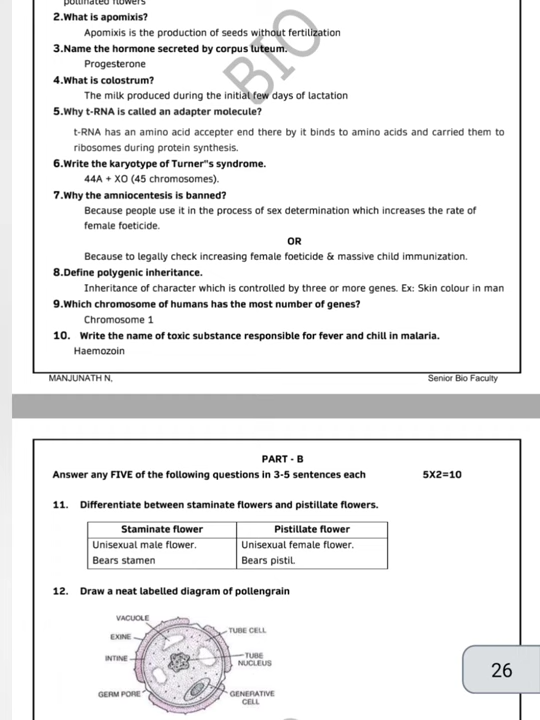 pollinated flowers
2.What is apomixis?
Apomixis is the production of seeds without fertilization
3.Name the hormone secreted by corpus luteum.
Progesterone
4.What is colostrum?
The milk produced during the initial few days of lactation
5.Why t-RNA is called an adapter molecule?
t-RNA has an amino acid accepter end there by it binds to amino acids and carried them to
ribosomes during protein synthesis.
6.Write the karyotype of Turner"s syndrome.
44A + XO (45 chromosomes).
7.Why the amniocentesis is banned?
Because people use it in the process of sex determination which increases the rate of
female foeticide.
OR
Because to legally check increasing female foeticide & massive child immunization.
8.Define polygenic inheritance.
Inheritance of character which is controlled by three or more genes. Ex: Skin colour in man
9.Which chromosome of humans has the most number of genes?
Chromosome 1
10. Write the name of toxic substance responsible for fever and chill in malaria.
Haemozoin
BIO
MANJUNATH N, Senior Bio Faculty
PART - B
Answer any FIVE of the following questions in 3-5 sentences each 5X2=10
11. Differentiate between staminate flowers and pistillate flowers.
Staminate flower Pistillate flower
Unisexual male flower. Unisexual female flower.
Bears stamen Bears pistil.
12. Draw a neat labelled diagram of pollengrain
VACUOLE
TUBE CELL
EXINE
INTINE
TUBE
NUCLEUS
GERM PORE
GENERATIVE
CELL
26